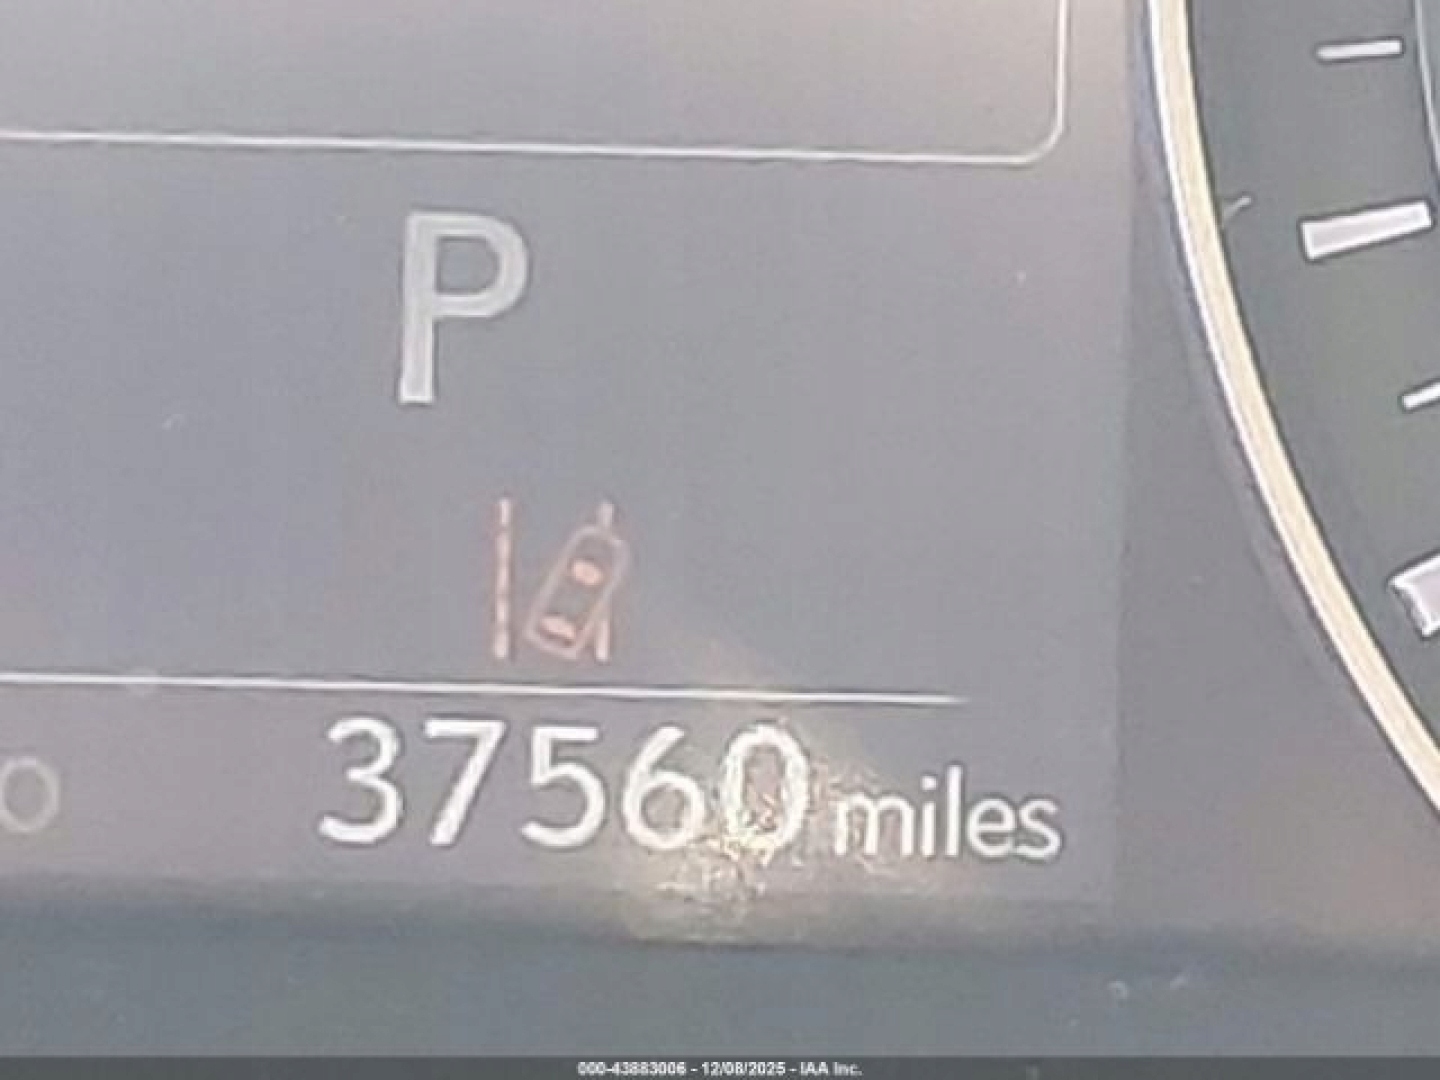 P
o
37560 miles
000-43883006 - 12/08/2025 - IAA Inc.